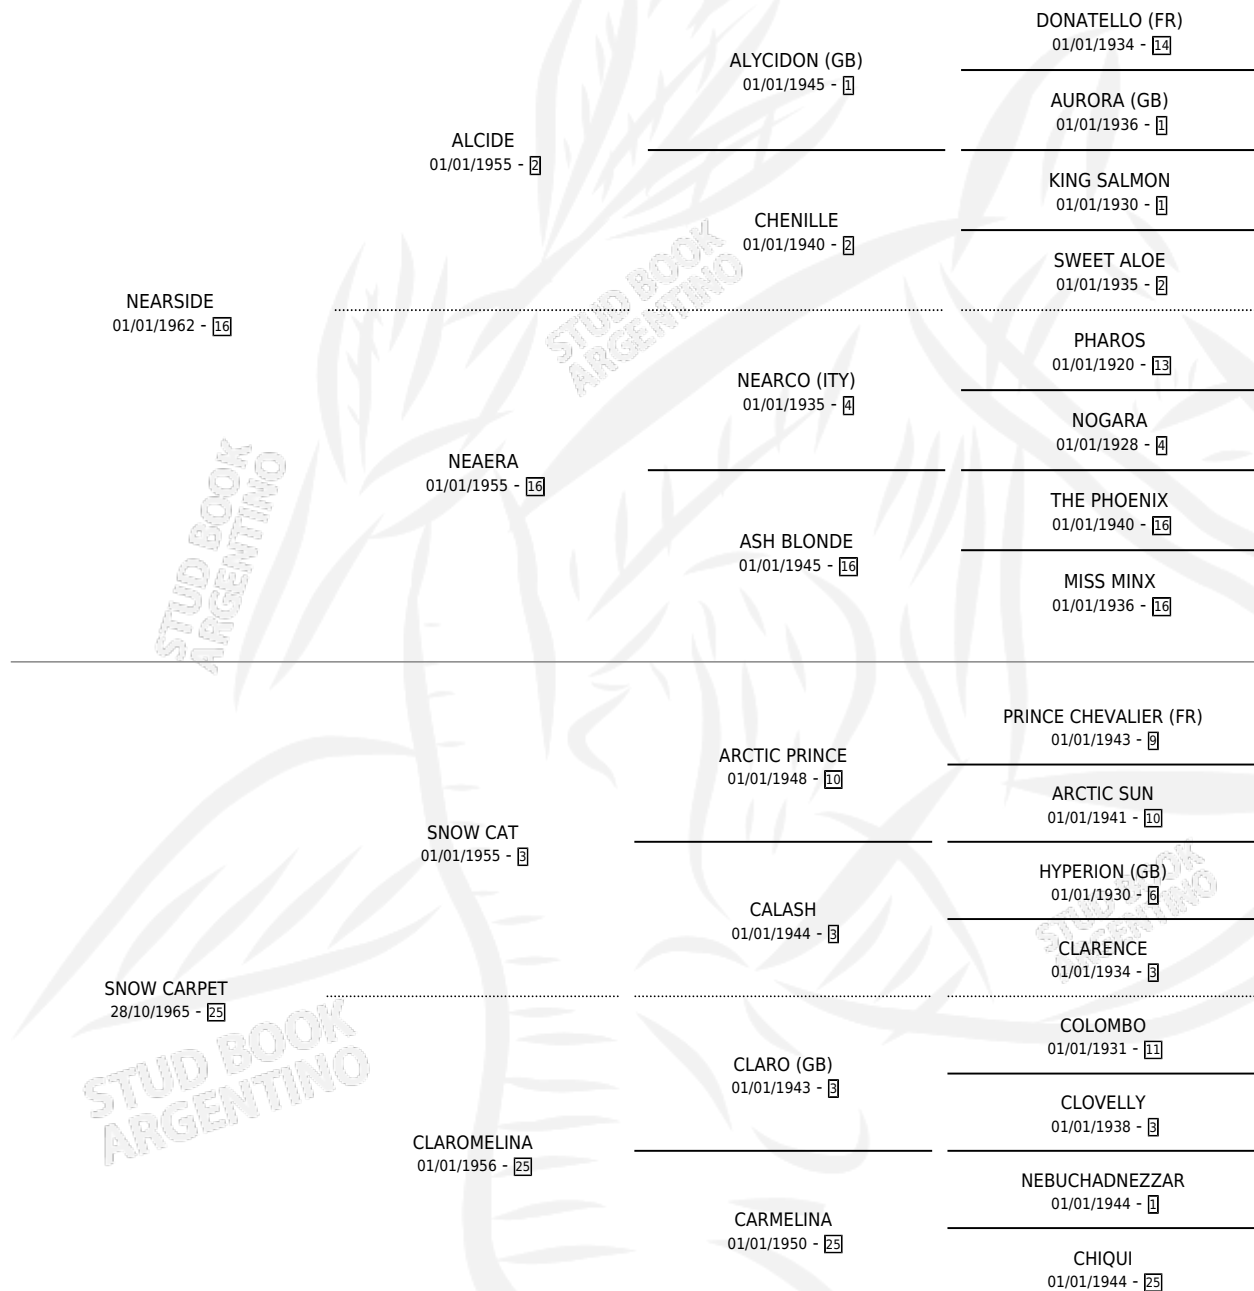 DONATELLO (FR)
01/01/1934 - 14
ALYCIDON (GB)
01/01/1945 - 1
AURORA (GB)
01/01/1936 - 1
ALCIDE
01/01/1955 - 2
KING SALMON
01/01/1930 - 1
CHENILLE
01/01/1940 - 2
SWEET ALOE
01/01/1935 - 2
NEARSIDE
01/01/1962 - 16
PHAROS
01/01/1920 - 13
NEARCO (ITY)
01/01/1935 - 4
NOGARA
01/01/1928 - 4
NEAERA
01/01/1955 - 16
THE PHOENIX
01/01/1940 - 16
ASH BLONDE
01/01/1945 - 16
MISS MINX
01/01/1936 - 16
PRINCE CHEVALIER (FR)
01/01/1943 - 9
ARCTIC PRINCE
01/01/1948 - 10
ARCTIC SUN
01/01/1941 - 10
SNOW CAT
01/01/1955 - 3
HYPERION (GB)
01/01/1930 - 6
CALASH
01/01/1944 - 3
CLARENCE
01/01/1934 - 3
SNOW CARPET
28/10/1965 - 25
COLOMBO
01/01/1931 - 11
CLARO (GB)
01/01/1943 - 3
CLOVELLY
01/01/1938 - 3
CLAROMELINA
01/01/1956 - 25
NEBUCHADNEZZAR
01/01/1944 - 1
CARMELINA
01/01/1950 - 25
CHIQUI
01/01/1944 - 25
STUD BOOK
ARGENTINO
STUD BOOK
ARGENTINO
STUD BOOK
ARGENTINO
STUD BOOK
ARGENTINO